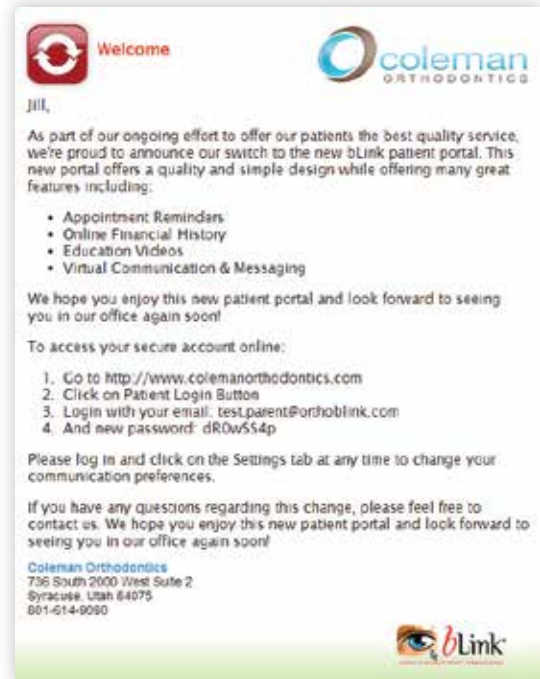 Welcome
coleman
ORTHODONTICS
Jill,
As part of our ongoing effort to offer our patients the best quality service,
we're proud to announce our switch to the new bLink patient portal. This
new portal offers a quality and simple design while offering many great
features including:
• Appointment Reminders
• Online Financial History
• Education Videos
• Virtual Communication & Messaging
We hope you enjoy this new patient portal and look forward to seeing
you in our office again soon!
To access your secure account online:
1. Go to http://www.colemanorthodontics.com
2. Click on Patient Login Button
3. Login with your email: test.parent@orthoblink.com
4. And new password:
Please log in and click on the Settings tab at any time to change your
communication preferences.
If you have any questions regarding this change, please feel free to
contact us. We hope you enjoy this new patient portal and look forward to
seeing you in our office again soon!
Coleman Orthodontics
736 South 2000 West Suite 2
Syracuse, Utah 84075
801-614-9090
bLink